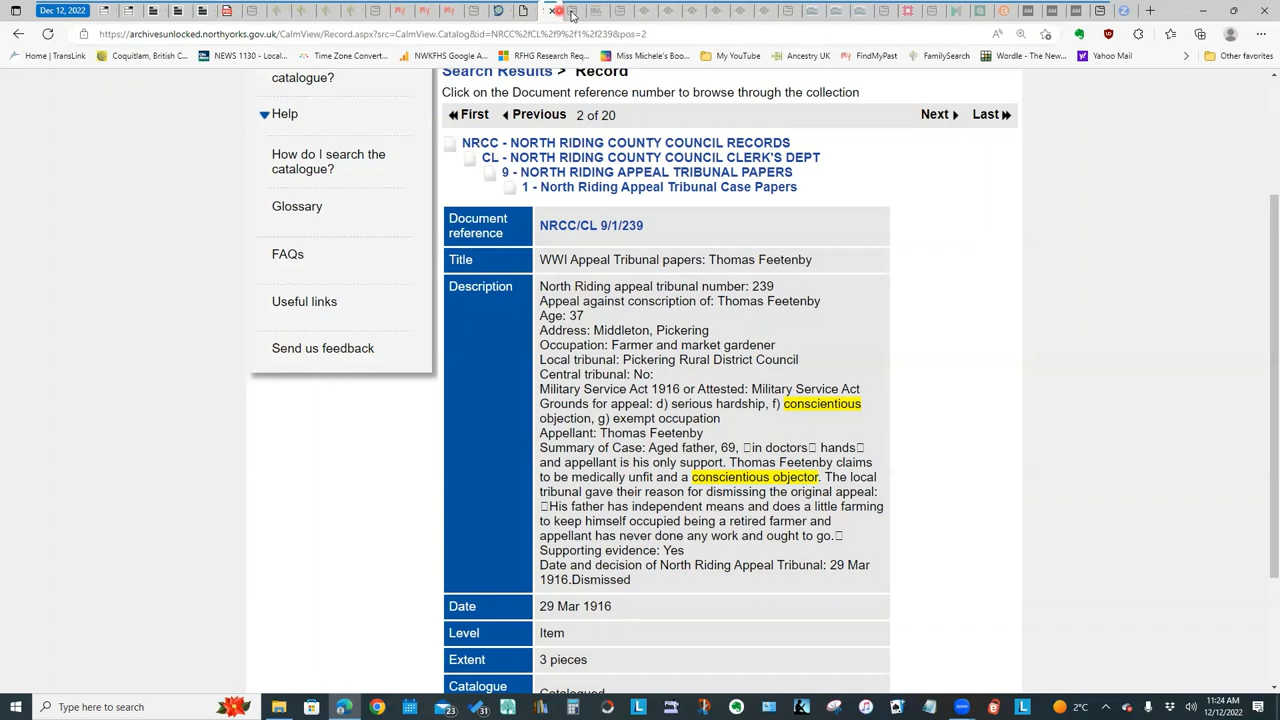 Dec 12, 2022
https://archivesunlocked.northyorks.gov.uk/CalmView/Record.aspx?src=CalmView.Catalog&id=NRCC%2fCL%2f9%2f1%2f239&pos=2
Home | TransLink
Coquitlam, British C...
NEWS 1130 - Local...
Time Zone Converte...
NWKFHS Google A...
RFHG Research Req...
Miss Michele's Boo...
My YouTube
Ancestry UK
FindMyPast
FamilySearch
Wordle - The New...
Yahoo Mail
Other favorites
catalogue?
Help
How do I search the
catalogue?
Glossary
FAQs
Useful links
Send us feedback
Search Results > Record
Click on the Document reference number to browse through the collection
First Previous 2 of 20 Next Last
NRCC - NORTH RIDING COUNTY COUNCIL RECORDS
CL - NORTH RIDING COUNTY COUNCIL CLERK'S DEPT
9 - NORTH RIDING APPEAL TRIBUNAL PAPERS
1 - North Riding Appeal Tribunal Case Papers
Document
reference
NRCC/CL 9/1/239
Title
WWI Appeal Tribunal papers: Thomas Feetenby
Description
North Riding appeal tribunal number: 239
Appeal against conscription of: Thomas Feetenby
Age: 37
Address: Middleton, Pickering
Occupation: Farmer and market gardener
Local tribunal: Pickering Rural District Council
Central tribunal: No:
Military Service Act 1916 or Attested: Military Service Act
Grounds for appeal: d) serious hardship, f) conscientious
objection, g) exempt occupation
Appellant: Thomas Feetenby
Summary of Case: Aged father, 69, □in doctors□ hands□
and appellant is his only support. Thomas Feetenby claims
to be medically unfit and a conscientious objector. The local
tribunal gave their reason for dismissing the original appeal:
□His father has independent means and does a little farming
to keep himself occupied being a retired farmer and
appellant has never done any work and ought to go.□
Supporting evidence: Yes
Date and decision of North Riding Appeal Tribunal: 29 Mar
1916.Dismissed
Date
29 Mar 1916
Level
Item
Extent
3 pieces
Catalogue
Catalogued
Type here to search
23
31
2°C
11:24 AM
12/12/2022